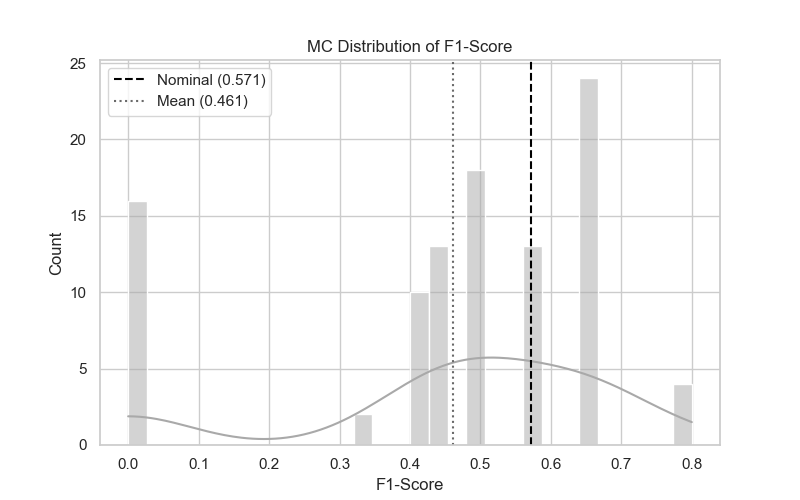 MC Distribution of F1-Score
Nominal (0.571)
Mean (0.461)
Count
25
20
15
10
5
0
0.0 0.1 0.2 0.3 0.4 0.5 0.6 0.7 0.8
F1-Score